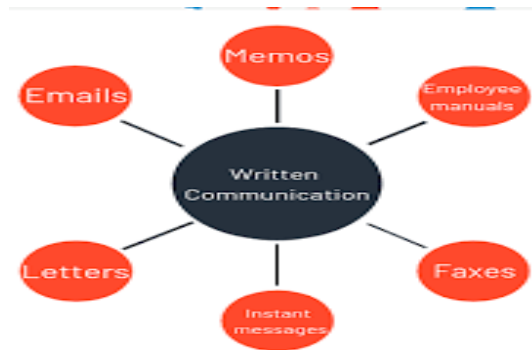 Memos
Emails
Employee
manuals
Written
Communication
Letters
Faxes
Instant
messages